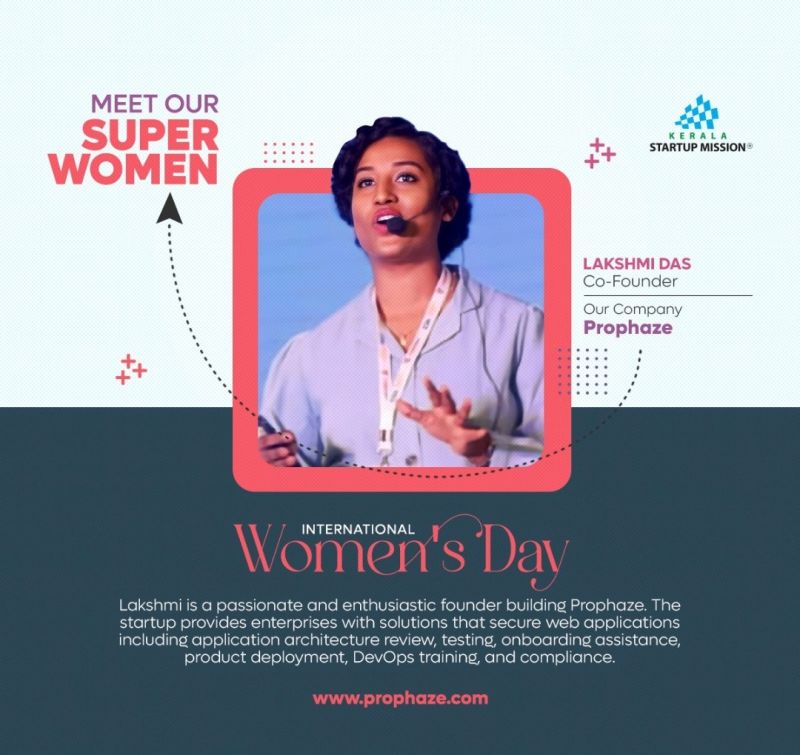 MEET OUR
SUPER
WOMEN
KERALA
STARTUP MISSION®
LAKSHMI DAS
Co-Founder
Our Company
Prophaze
INTERNATIONAL
Women's Day
Lakshmi is a passionate and enthusiastic founder building Prophaze. The
startup provides enterprises with solutions that secure web applications
including application architecture review, testing, onboarding assistance,
product deployment, DevOps training, and compliance.
www.prophaze.com